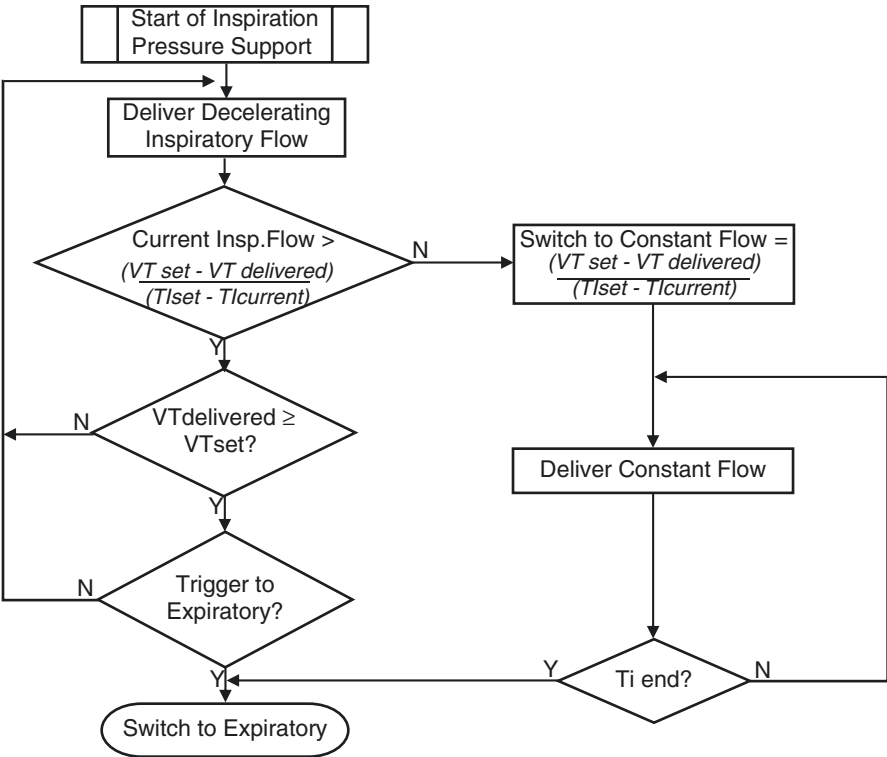 Start of Inspiration
Pressure Support
Deliver Decelerating
Inspiratory Flow
Current Insp.Flow >
(VT set - VT delivered)
(TIset - TIcurrent)
N
Switch to Constant Flow =
(VT set - VT delivered)
(TIset - TIcurrent)
Y
N
VTdelivered ≥
VTset?
Deliver Constant Flow
Y
N
Trigger to
Expiratory?
Y
Y
Ti end?
N
Switch to Expiratory